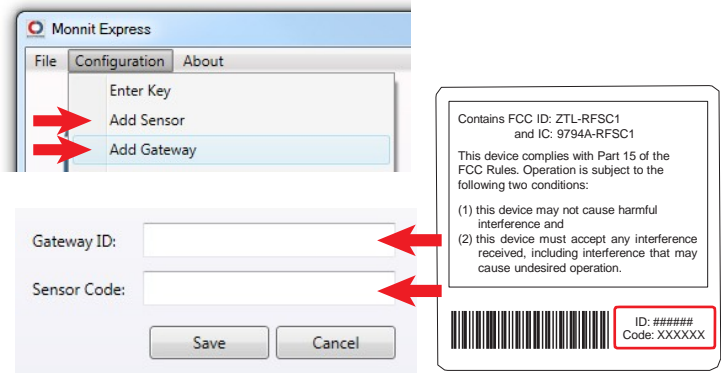 Monnit Express
File Configuration About
Enter Key
Add Sensor
Add Gateway
Gateway ID:
Sensor Code:
Save Cancel
Contains FCC ID: ZTL-RFSC1
and IC: 9794A-RFSC1
This device complies with Part 15 of the
FCC Rules. Operation is subject to the
following two conditions:
(1) this device may not cause harmful
interference and
(2) this device must accept any interference
received, including interference that may
cause undesired operation.
ID: ######
Code: XXXXXX